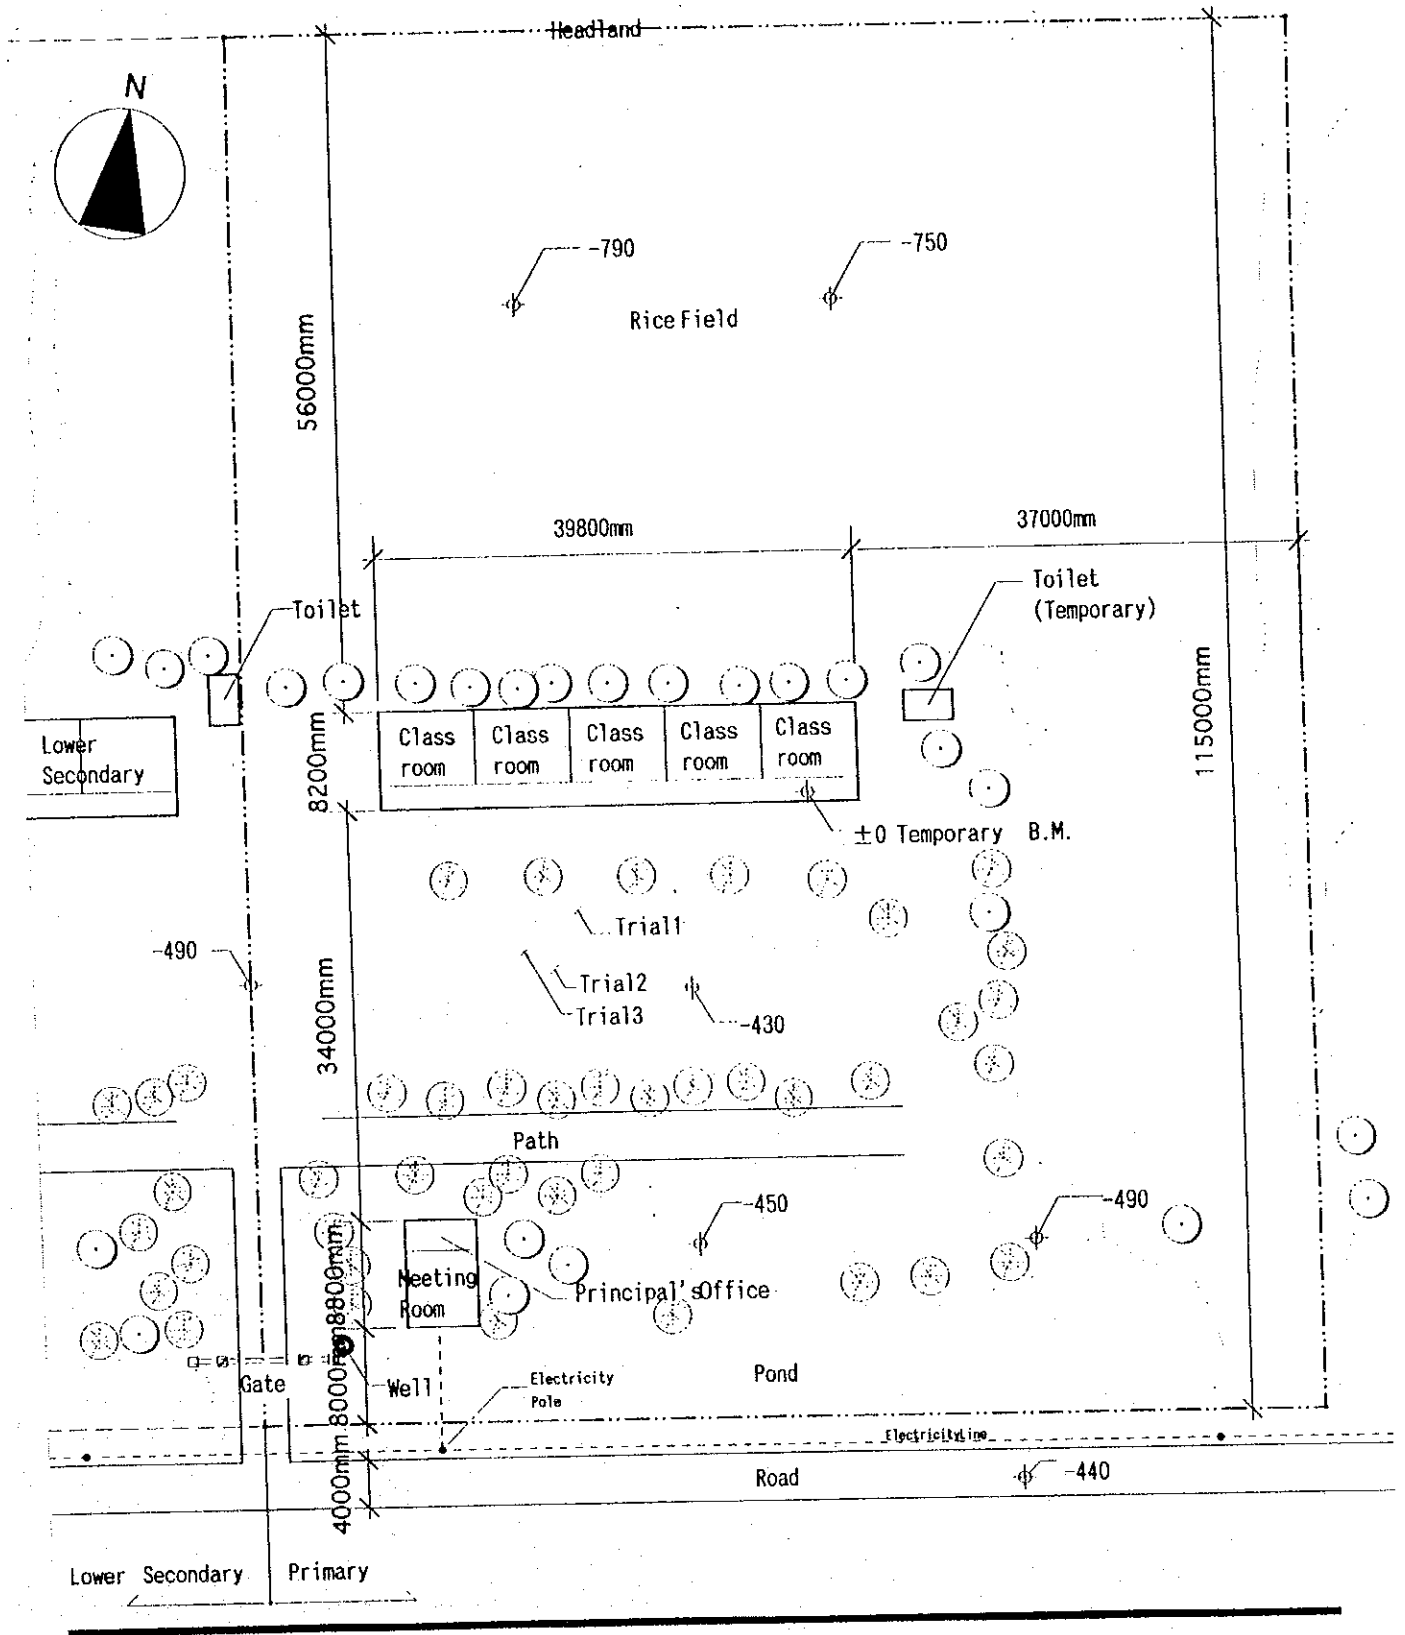 Headland
N
-790
-750
Rice Field
56000mm
39800mm
37000mm
Toilet
Toilet
(Temporary)
115000mm
8200mm
Lower
Secondary
Class
room
Class
room
Class
room
Class
room
Class
room
±0 Temporary B.M.
Trial1
-490
Trial2
Trial3
-430
34000mm
Path
-450
-490
8800mm
Meeting
Room
Principal's Office
Gate
Well
8000mm
Electricity
Pole
Pond
ElectricityLine
4000mm
Road
-440
Lower Secondary
Primary